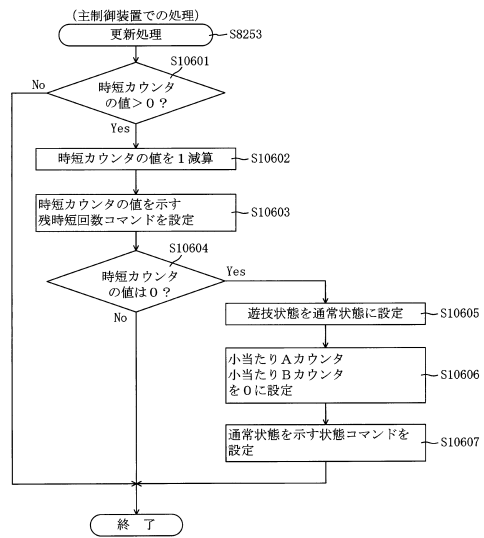 (主制御装置での処理)
更新処理
S8253
S10601
時短カウンタ
の値>0?
No
Yes
時短カウンタの値を1減算
S10602
時短カウンタの値を示す
残時短回数コマンドを設定
S10603
S10604
時短カウンタ
の値は0?
Yes
No
遊技状態を通常状態に設定
S10605
小当たりAカウンタ
小当たりBカウンタ
を0に設定
S10606
通常状態を示す状態コマンドを
設定
S10607
終 了